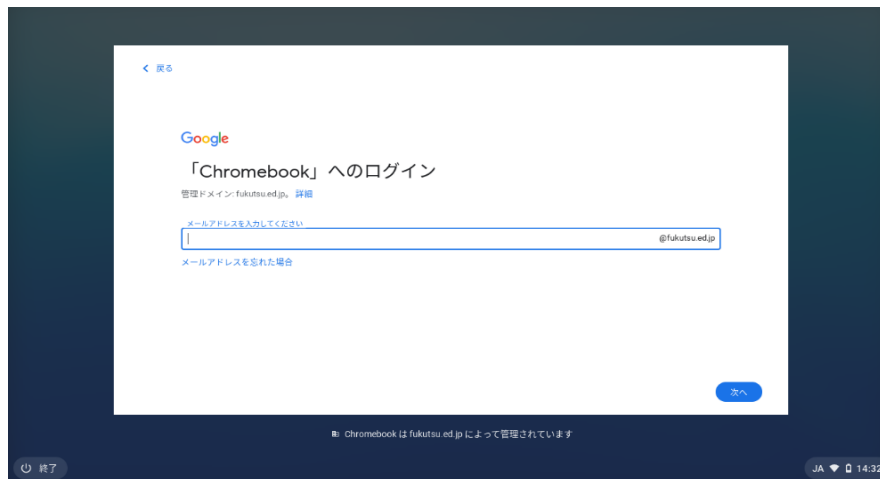 戻る
Google
「Chromebook」へのログイン
管理ドメイン: fukutsu.ed.jp。 詳細
メールアドレスを入力してください
@fukutsu.ed.jp
メールアドレスを忘れた場合
次へ
Chromebook は fukutsu.ed.jp によって管理されています
終了 JA 14:32